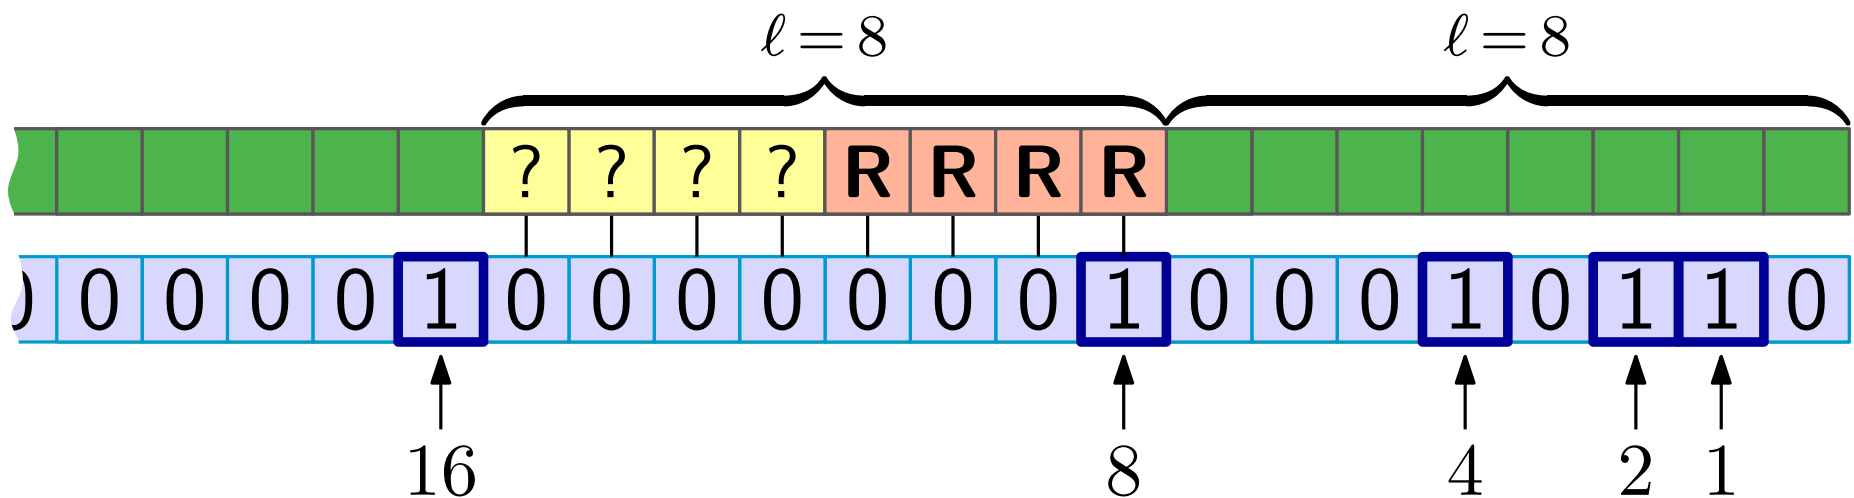 ℓ = 8 ℓ = 8
? ? ? ? R R R R
0 0 0 0 0 1 0 0 0 0 0 0 0 1 0 0 0 1 0 1 1 0
16 8 4 2 1